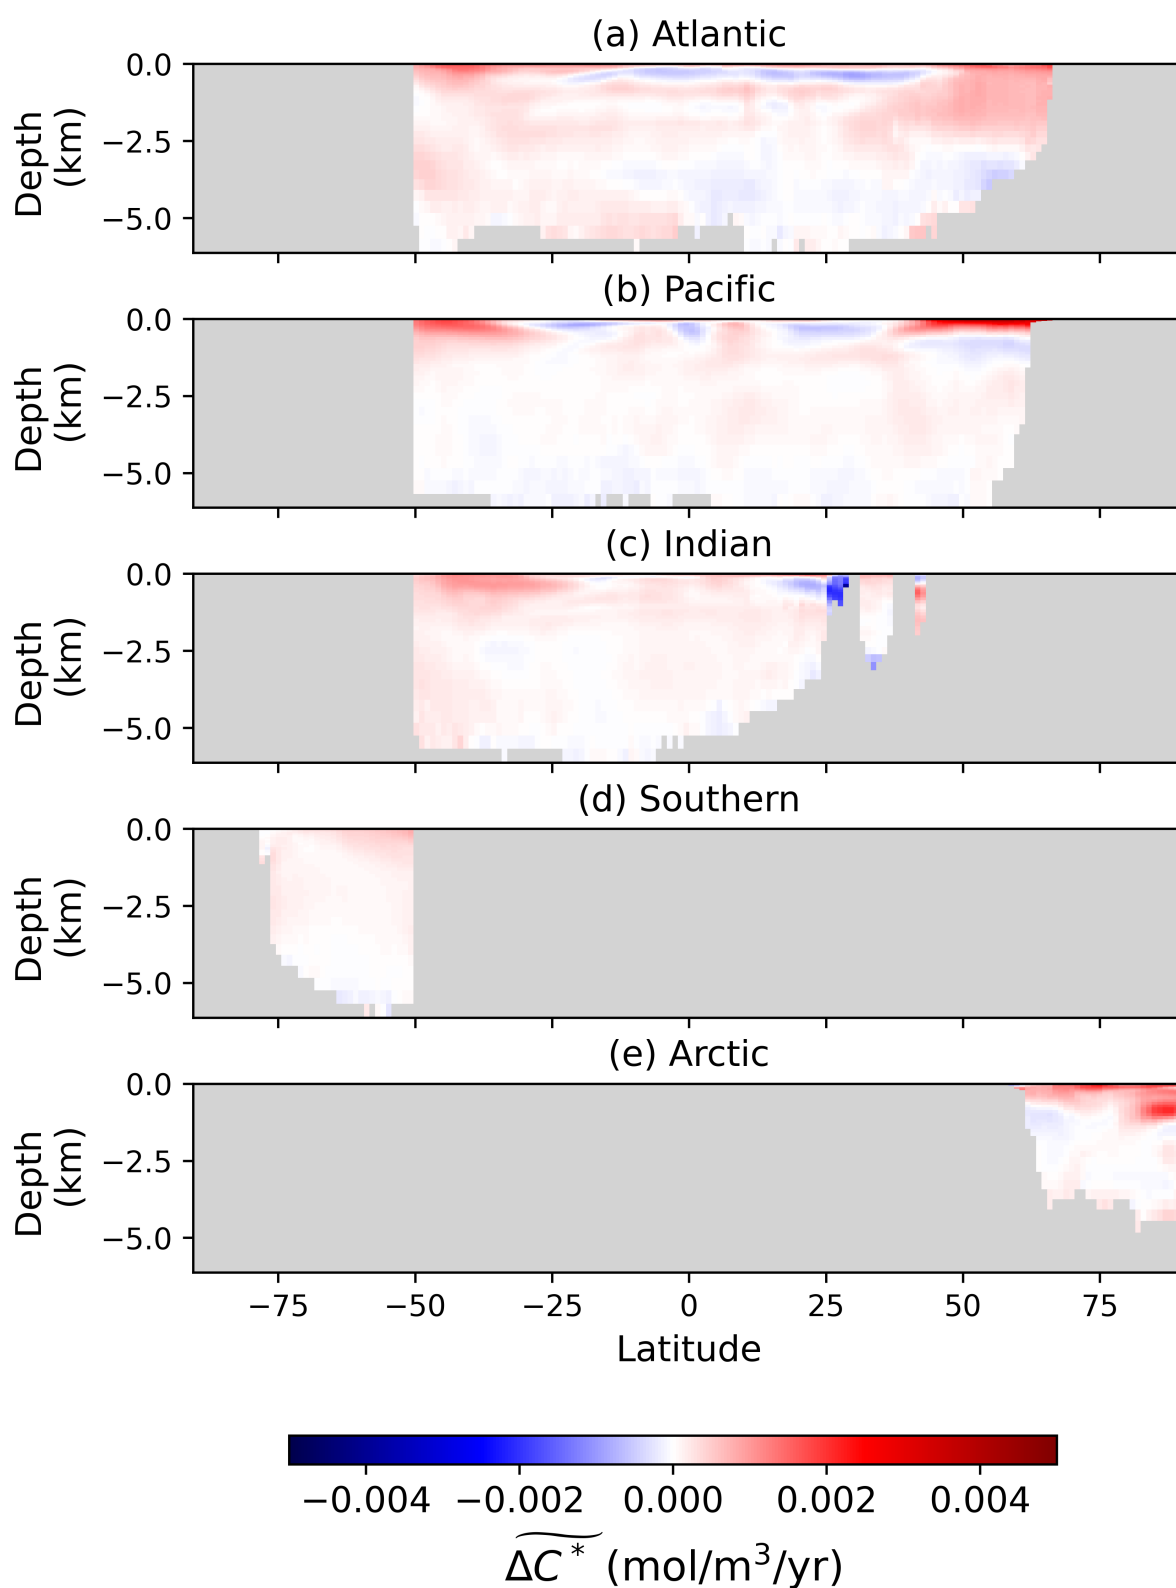 (a) Atlantic
0.0
−2.5
−5.0
Depth
(km)
(b) Pacific
0.0
−2.5
−5.0
Depth
(km)
(c) Indian
0.0
−2.5
−5.0
Depth
(km)
(d) Southern
0.0
−2.5
−5.0
Depth
(km)
(e) Arctic
0.0
−2.5
−5.0
Depth
(km)
−75 −50 −25 0 25 50 75
Latitude
−0.004 −0.002 0.000 0.002 0.004
$\widetilde{\Delta C^*}$ (mol/m³/yr)